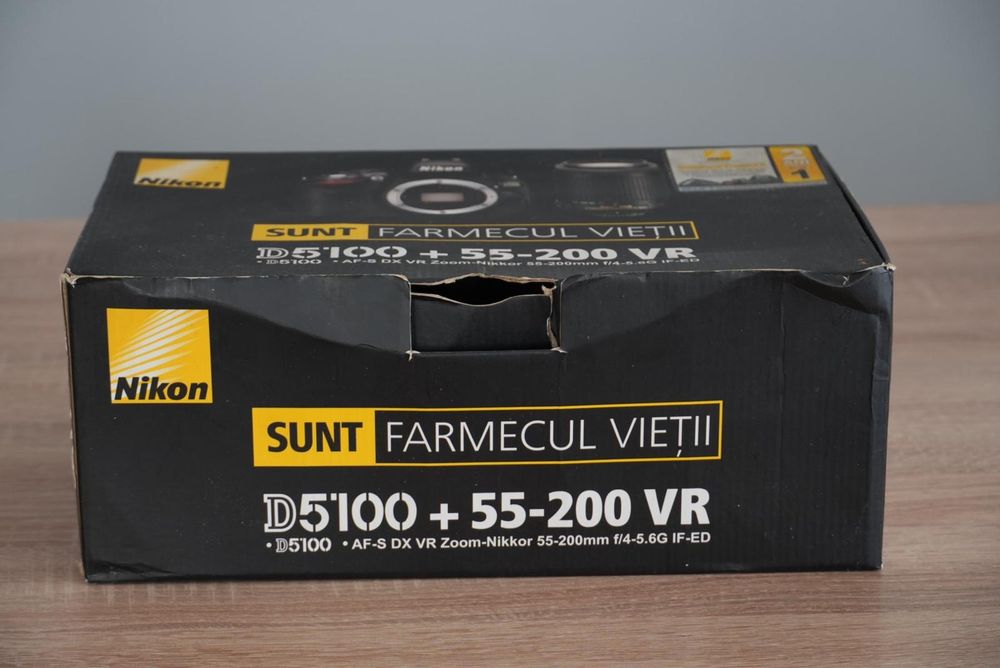 Nikon
Nikon
1
SUNT FARMECUL VIEȚII
D5100 + 55-200 VR
• D5100 • AF-S DX VR Zoom-Nikkor 55-200mm f/4-5.6G IF-ED
Nikon
SUNT FARMECUL VIEȚII
D5100 + 55-200 VR
• D5100 • AF-S DX VR Zoom-Nikkor 55-200mm f/4-5.6G IF-ED